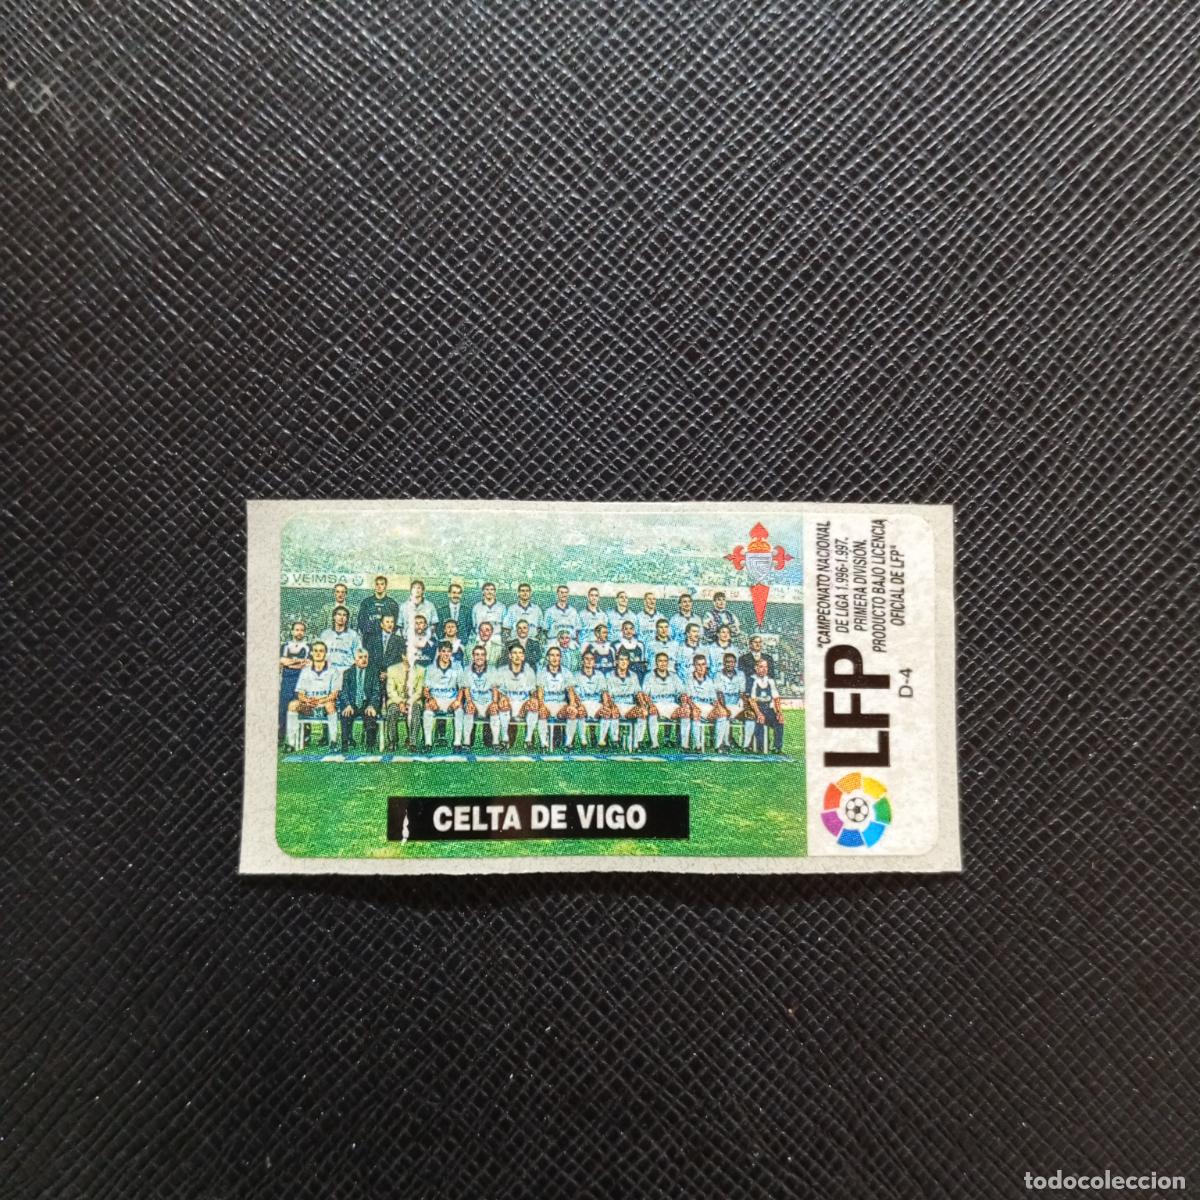 VEIMSA
CELTA DE VIGO
"CAMPEONATO NACIONAL
DE LIGA 1.996-1.997.
PRIMERA DIVISIÓN.
PRODUCTO BAJO LICENCIA
OFICIAL DE LFP"
LFP
D-4
todocoleccion